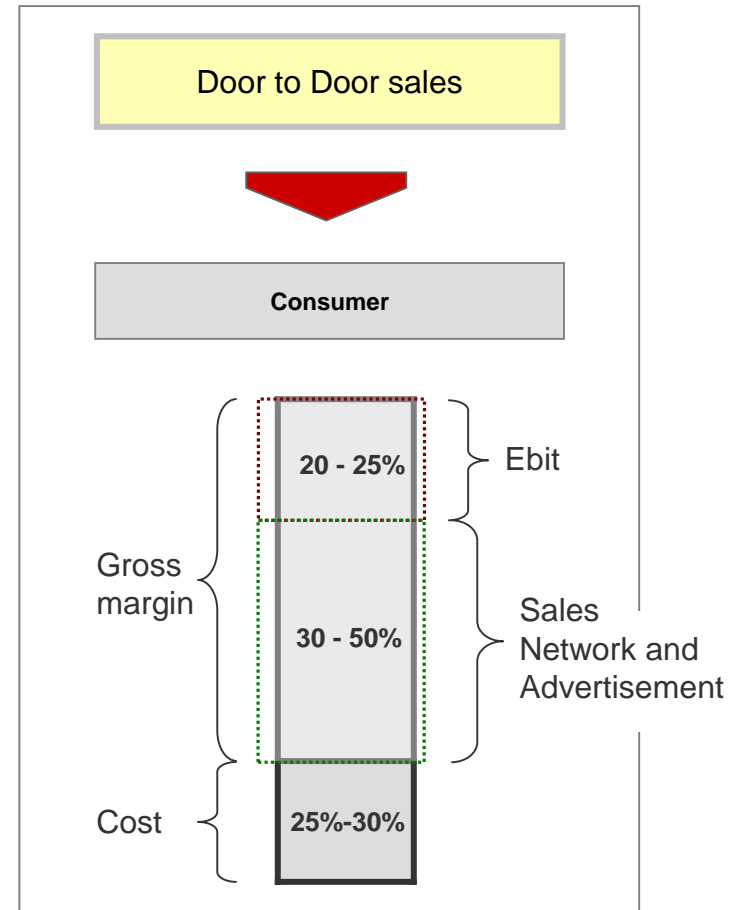 Door to Door sales
Consumer
20 - 25%
Ebit
Gross
margin
30 - 50%
Sales
Network and
Advertisement
Cost
25%-30%